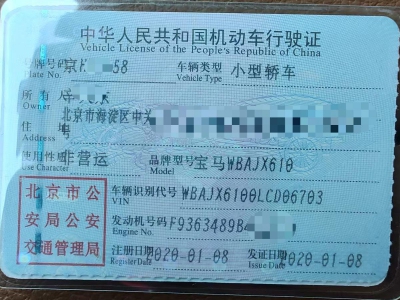 中华人民共和国机动车行驶证
Vehicle License of the People's Republic of China
号牌号码 京 58 车辆类型 小型轿车
Plate No. Vehicle Type
所有人
Owner
住 址 北京市海淀区中关
Address
使用性质 非营运 品牌型号 宝马WBAJX610
Use Character Model
北京市公安局公安交通管理局
车辆识别代号 WBAJX6100LCD06703
VIN
发动机号码 F9363489B
Engine No.
注册日期 020-01-08 发证日期 020-01-08
Register Date Issue Date